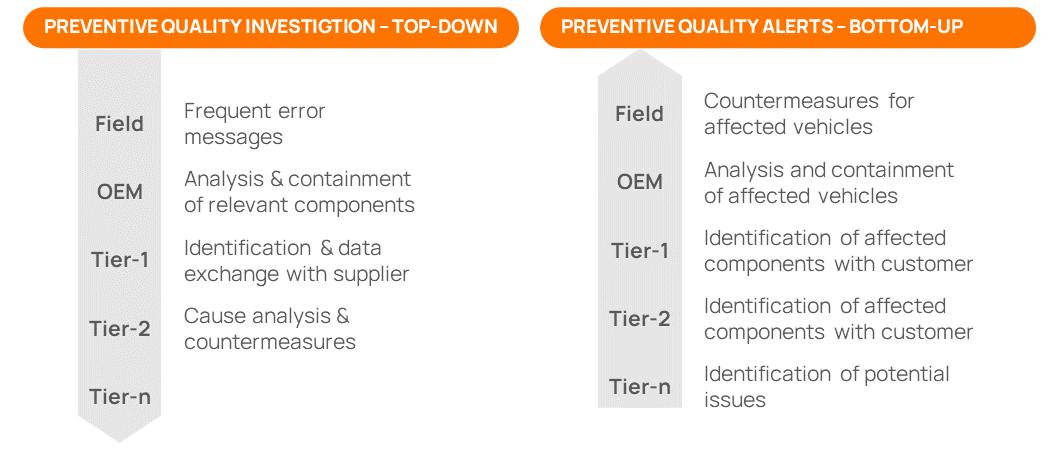 PREVENTIVE QUALITY INVESTIGTION – TOP-DOWN
Field
Frequent error
messages
OEM
Analysis & containment
of relevant components
Tier-1
Identification & data
exchange with supplier
Tier-2
Cause analysis &
countermeasures
Tier-n
PREVENTIVE QUALITY ALERTS – BOTTOM-UP
Field
Countermeasures for
affected vehicles
OEM
Analysis and containment
of affected vehicles
Tier-1
Identification of affected
components with customer
Tier-2
Identification of affected
components with customer
Tier-n
Identification of potential
issues